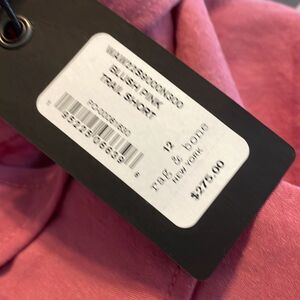 BLUSH PINK
TRAIL SHORT
12
rag & bone
NEW YORK
$275.00